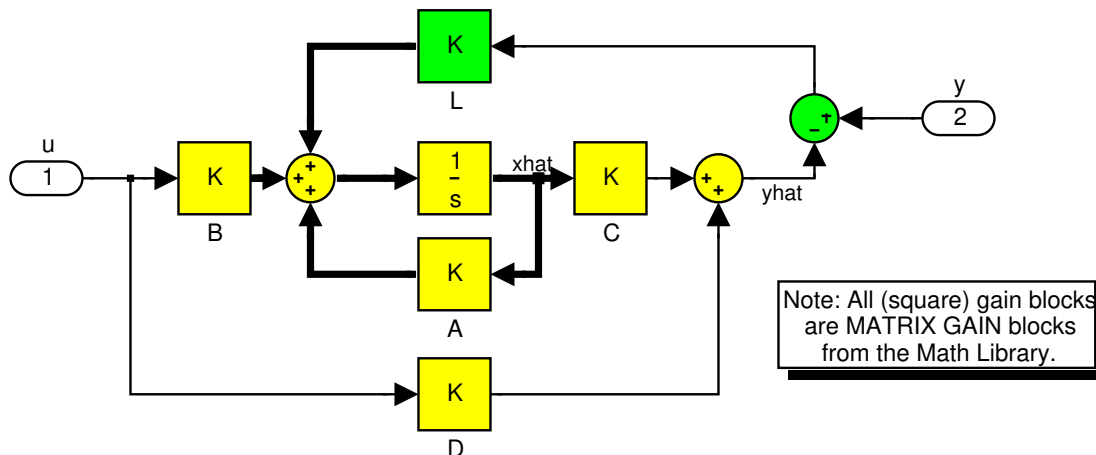 K
L
y
2
+
−
u
1
K
B
+
+
+
1
s
xhat
K
C
+
+
yhat
K
A
Note: All (square) gain blocks
are MATRIX GAIN blocks
from the Math Library.
K
D